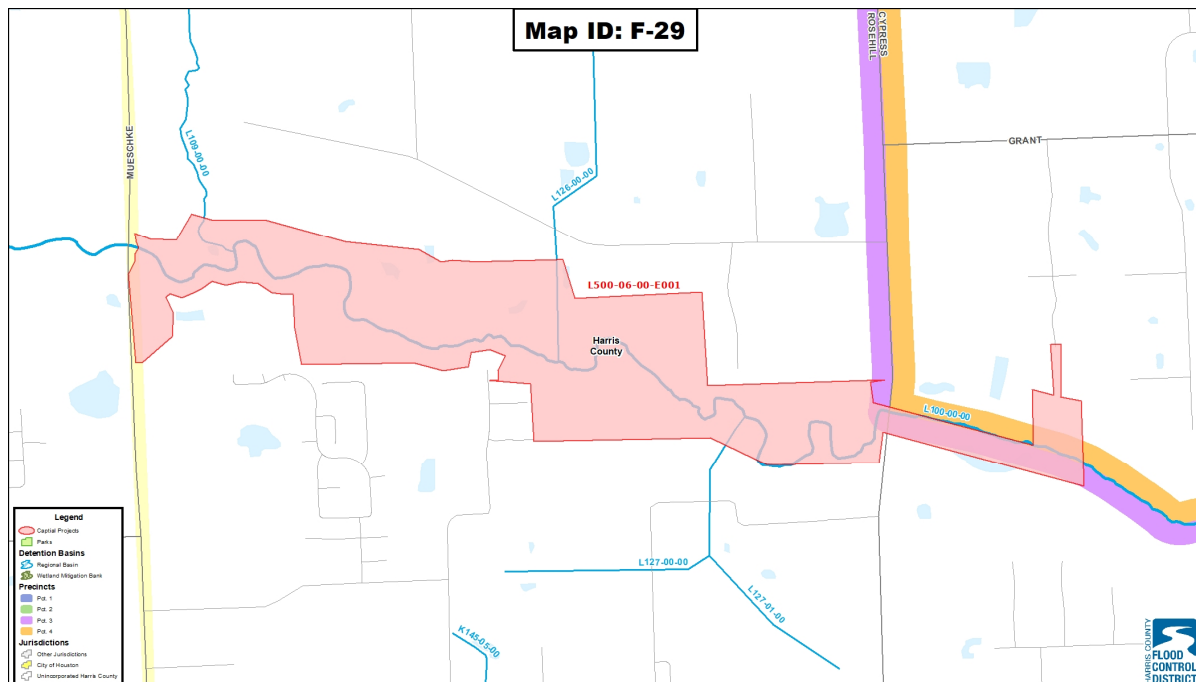 Map ID: F-29
CYPRESS
ROSEHILL
MUESCHKE
L109-00-00
GRANT
L126-00-00
L500-06-00-E001
Harris
County
L100-00-00
L127-00-00
L127-01-00
K145-05-00
Legend
Captial Projects
Parks
Detention Basins
Regional Basin
Wetland Mitigation Bank
Precincts
Pct. 1
Pct. 2
Pct. 3
Pct. 4
Jurisdictions
Other Jurisdictions
City of Houston
Unincorporated Harris County
HARRIS COUNTY
FLOOD
CONTROL
DISTRICT